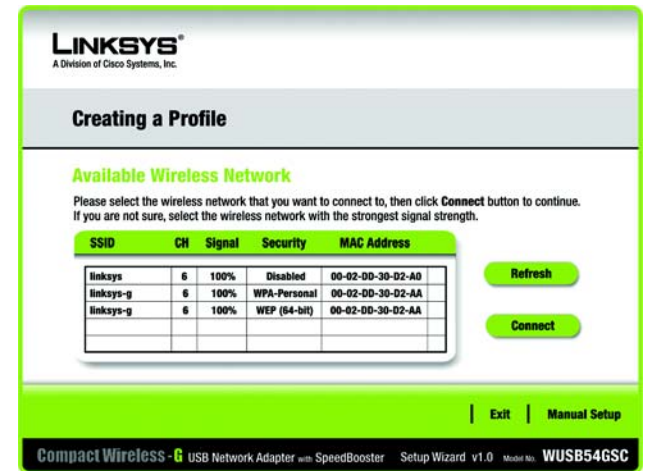 LINKSYS®
A Division of Cisco Systems, Inc.
Creating a Profile
Available Wireless Network
Please select the wireless network that you want to connect to, then click Connect button to continue.
If you are not sure, select the wireless network with the strongest signal strength.
SSID CH Signal Security MAC Address
linksys 6 100% Disabled 00-02-DD-30-D2-A0
linksys-g 6 100% WPA-Personal 00-02-DD-30-D2-AA
linksys-g 6 100% WEP (64-bit) 00-02-DD-30-D2-AA
Refresh
Connect
Exit Manual Setup
Compact Wireless-G USB Network Adapter with SpeedBooster Setup Wizard v1.0 Model No. WUSB54GSC